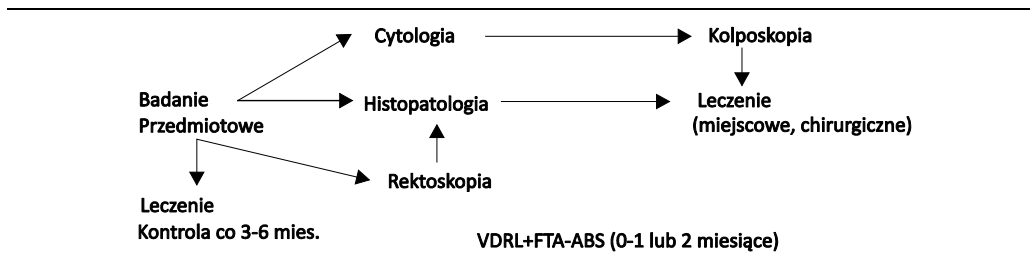 Cytologia
Kolposkopia
Badanie
Przedmiotowe
Histopatologia
Leczenie
(miejscowe, chirurgiczne)
Rektoskopia
Leczenie
Kontrola co 3-6 mies.
VDRL+FTA-ABS (0-1 lub 2 miesiące)